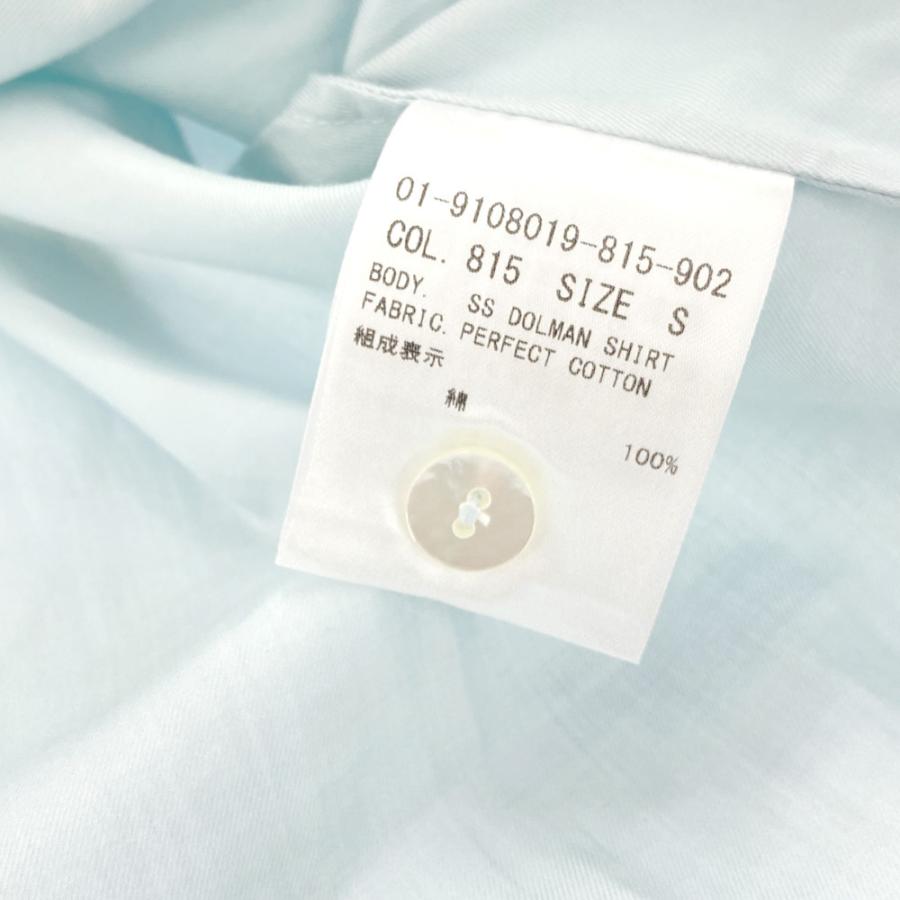 01-9108019-815-902
COL. 815 SIZE S
BODY. SS DOLMAN SHIRT
FABRIC. PERFECT COTTON
組成表示
綿 100%